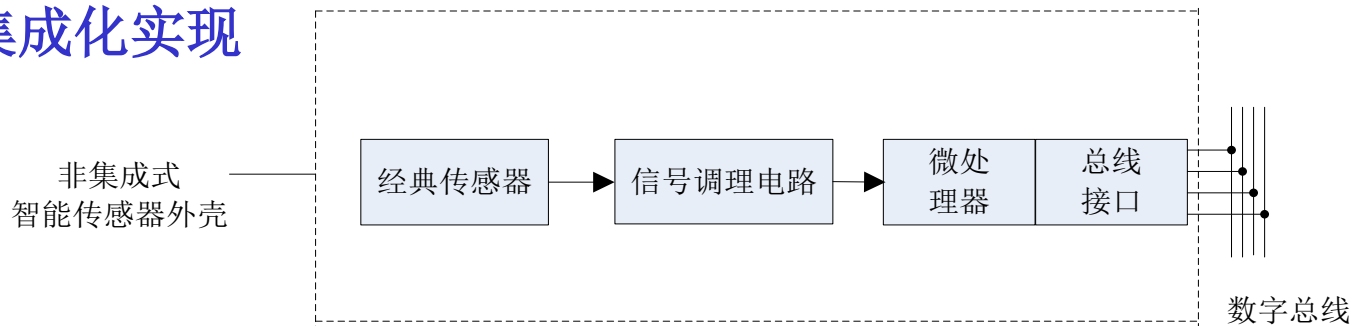 集成化实现
非集成式
智能传感器外壳
经典传感器
信号调理电路
微处
理器
总线
接口
数字总线